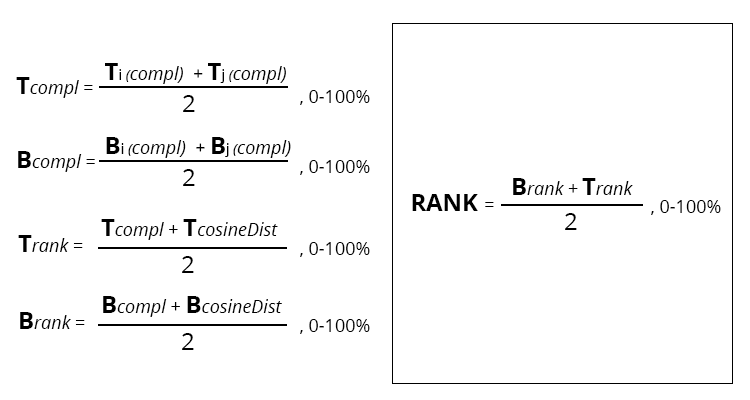 Tcompl = Ti (compl) + Tj (compl) / 2 , 0-100%
Bcompl = Bi (compl) + Bj (compl) / 2 , 0-100%
Trank = Tcompl + TcosineDist / 2 , 0-100%
Brank = Bcompl + BcosineDist / 2 , 0-100%
RANK = Brank + Trank / 2 , 0-100%